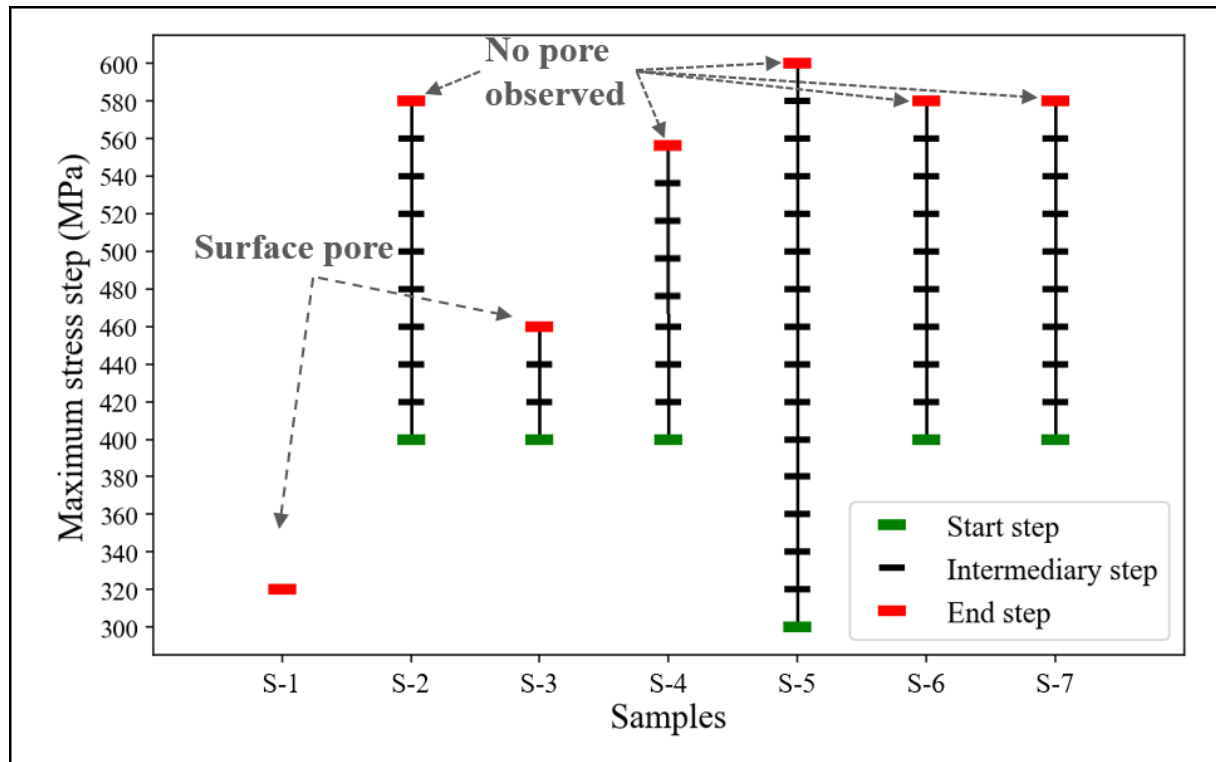 No pore
observed
Surface pore
Maximum stress step (MPa)
600
580
560
540
520
500
480
460
440
420
400
380
360
340
320
300
Start step
Intermediary step
End step
S-1 S-2 S-3 S-4 S-5 S-6 S-7
Samples